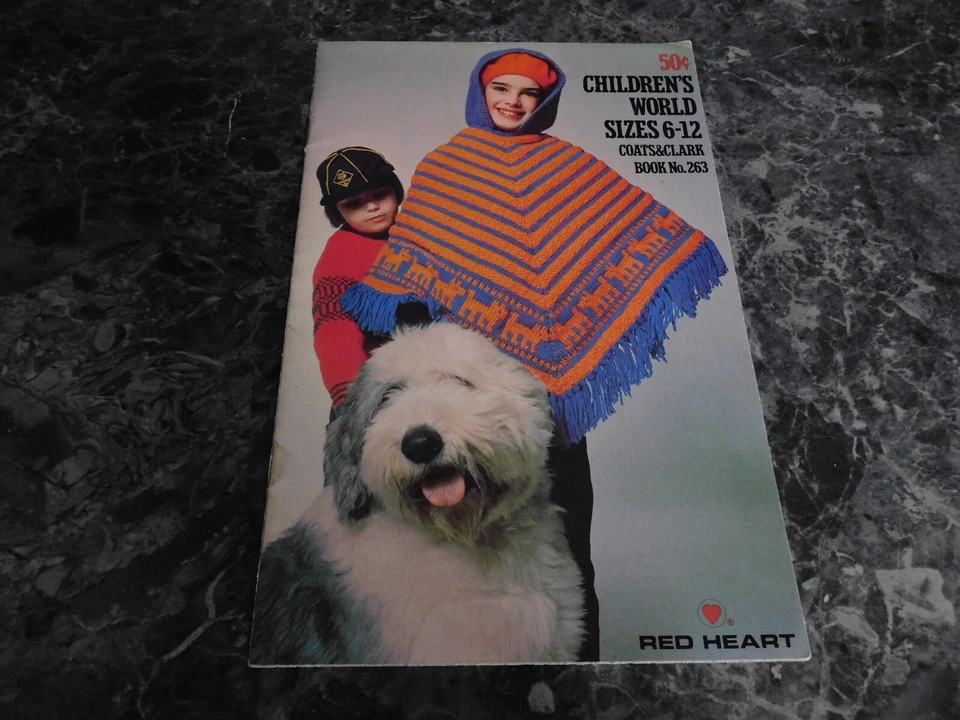 50¢
CHILDREN'S
WORLD
SIZES 6-12
COATS&CLARK
BOOK No. 263
®
RED HEART